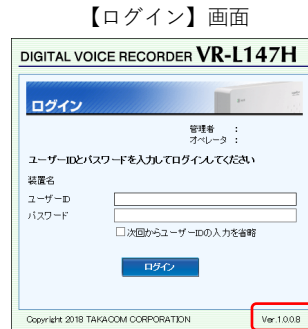 【ログイン】画面
DIGITAL VOICE RECORDER VR-L147H
ログイン
管理者 :
オペレータ :
ユーザーIDとパスワードを入力してログインしてください
装置名
ユーザーID
パスワード
次回からユーザーIDの入力を省略
ログイン
Copyright 2018 TAKACOM CORPORATION Ver.1.0.0.8